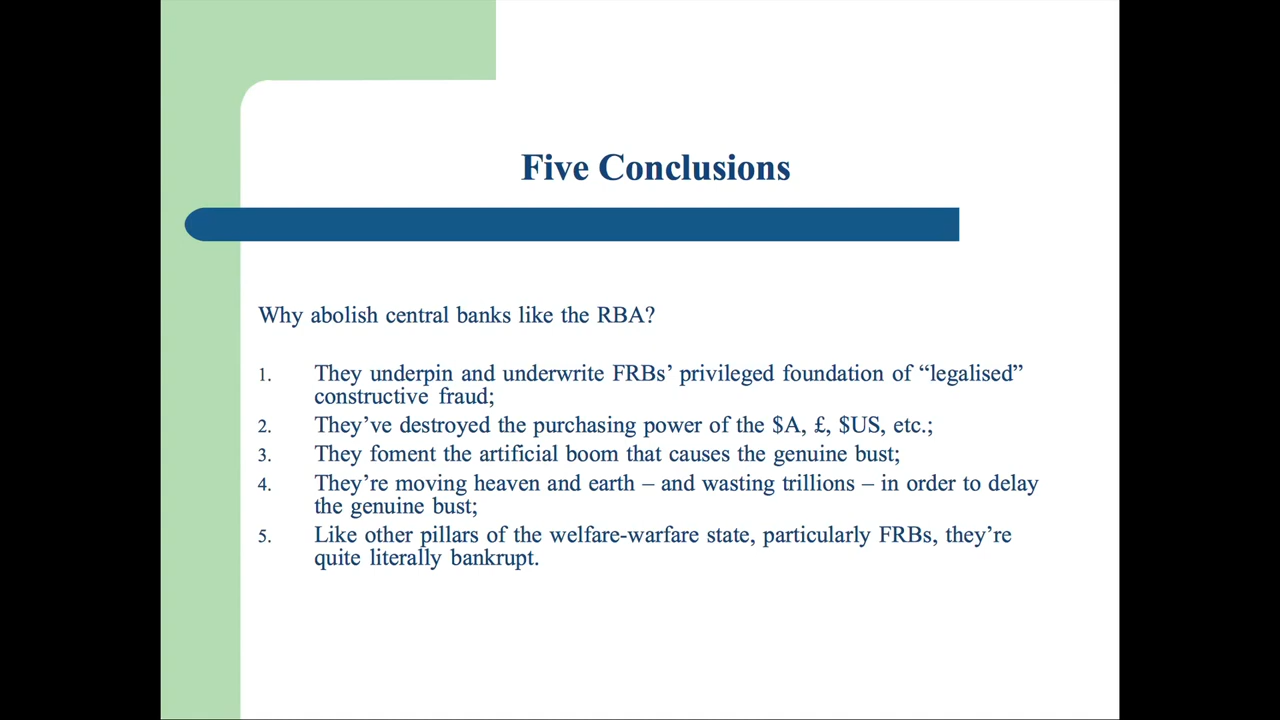 Five Conclusions
Why abolish central banks like the RBA?
1. They underpin and underwrite FRBs’ privileged foundation of “legalised”
constructive fraud;
2. They’ve destroyed the purchasing power of the $A, £, $US, etc.;
3. They foment the artificial boom that causes the genuine bust;
4. They’re moving heaven and earth – and wasting trillions – in order to delay
the genuine bust;
5. Like other pillars of the welfare-warfare state, particularly FRBs, they’re
quite literally bankrupt.